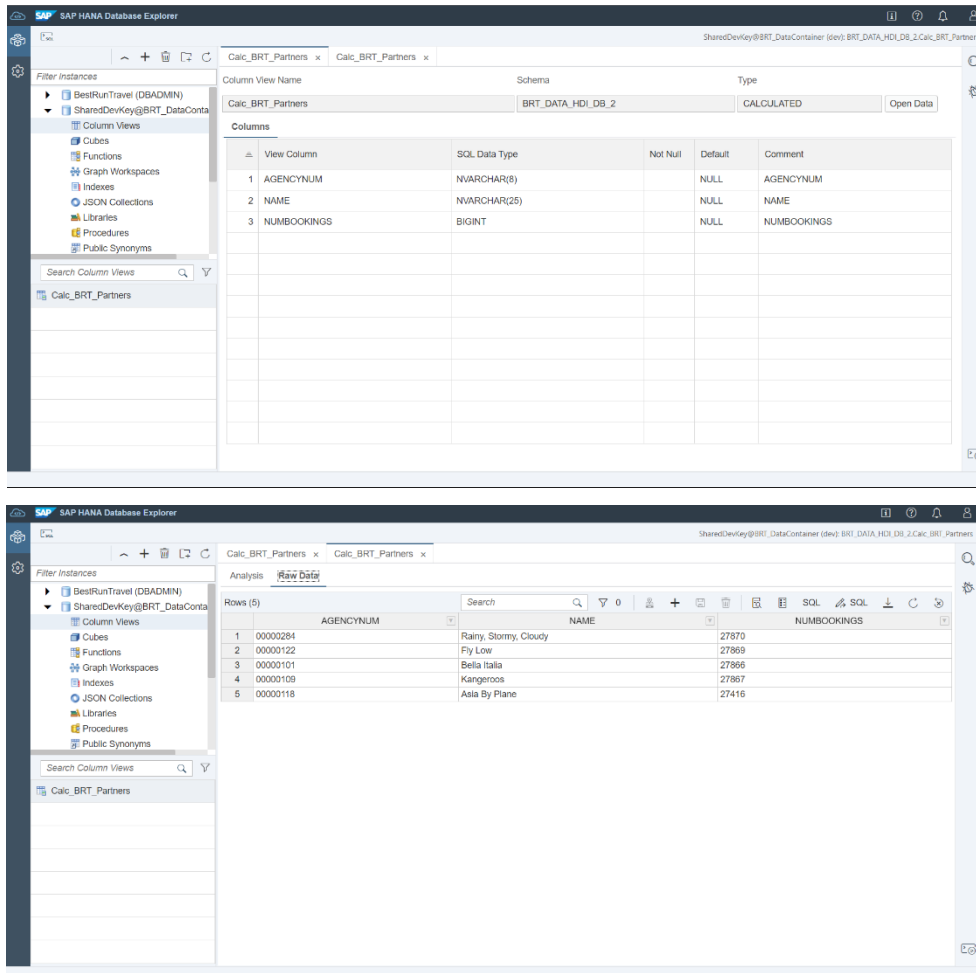 SAP SAP HANA Database Explorer
SharedDevKey@BRT_DataContainer (dev): BRT_DATA_HDI_DB_2.Calc_BRT_Partner
Calc_BRT_Partners x Calc_BRT_Partners x
Filter Instances
BestRunTravel (DBADMIN)
SharedDevKey@BRT_DataConta
Column Views
Cubes
Functions
Graph Workspaces
Indexes
JSON Collections
Libraries
Procedures
Public Synonyms
Search Column Views
Calc_BRT_Partners
Column View Name Schema Type
Calc_BRT_Partners BRT_DATA_HDI_DB_2 CALCULATED Open Data
Columns
View Column SQL Data Type Not Null Default Comment
1 AGENCYNUM NVARCHAR(8) NULL AGENCYNUM
2 NAME NVARCHAR(25) NULL NAME
3 NUMBOOKINGS BIGINT NULL NUMBOOKINGS
SAP SAP HANA Database Explorer
SharedDevKey@BRT_DataContainer (dev): BRT_DATA_HDI_DB_2.Calc_BRT_Partners
Calc_BRT_Partners x Calc_BRT_Partners x
Filter Instances
BestRunTravel (DBADMIN)
SharedDevKey@BRT_DataConta
Column Views
Cubes
Functions
Graph Workspaces
Indexes
JSON Collections
Libraries
Procedures
Public Synonyms
Search Column Views
Calc_BRT_Partners
Analysis Raw Data
Rows (5) Search 0 SQL SQL
AGENCYNUM NAME NUMBOOKINGS
1 00000284 Rainy, Stormy, Cloudy 27870
2 00000122 Fly Low 27869
3 00000101 Bella Italia 27866
4 00000109 Kangeroos 27867
5 00000118 Asia By Plane 27416